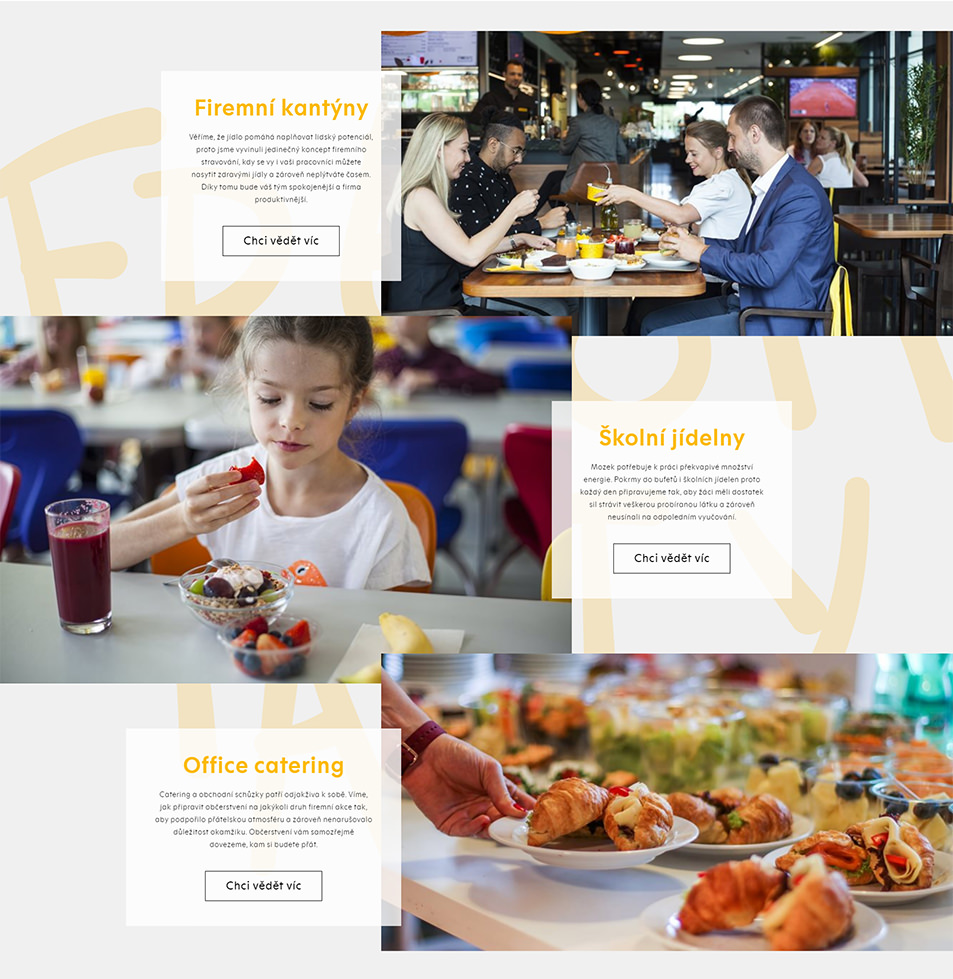 Firemní kantýny
Věříme, že jídlo pomáhá naplňovat lidský potenciál,
proto jsme vyvinuli jedinečný koncept firemního
stravování, kdy se vy i vaši pracovníci můžete
nasytit zdravými jídly a zároveň neplýtváte časem.
Díky tomu bude váš tým spokojenější a firma
produktivnější.
Chci vědět víc
Školní jídelny
Mozek potřebuje k práci překvapivé množství
energie. Pokrmy do bufetů i školních jídelen proto
každý den připravujeme tak, aby žáci měli dostatek
sil strávit veškerou probíranou látku a zároveň
neusínali na odpoledním vyučování.
Chci vědět víc
Office catering
Catering a obchodní schůzky patří odjakživa k sobě. Víme,
jak připravit občerstvení na jakýkoli druh firemní akce tak,
aby podpořilo přátelskou atmosféru a zároveň nenarušovalo
důležitost okamžiku. Občerstvení vám samozřejmě
dovezeme, kam si budete přát.
Chci vědět víc